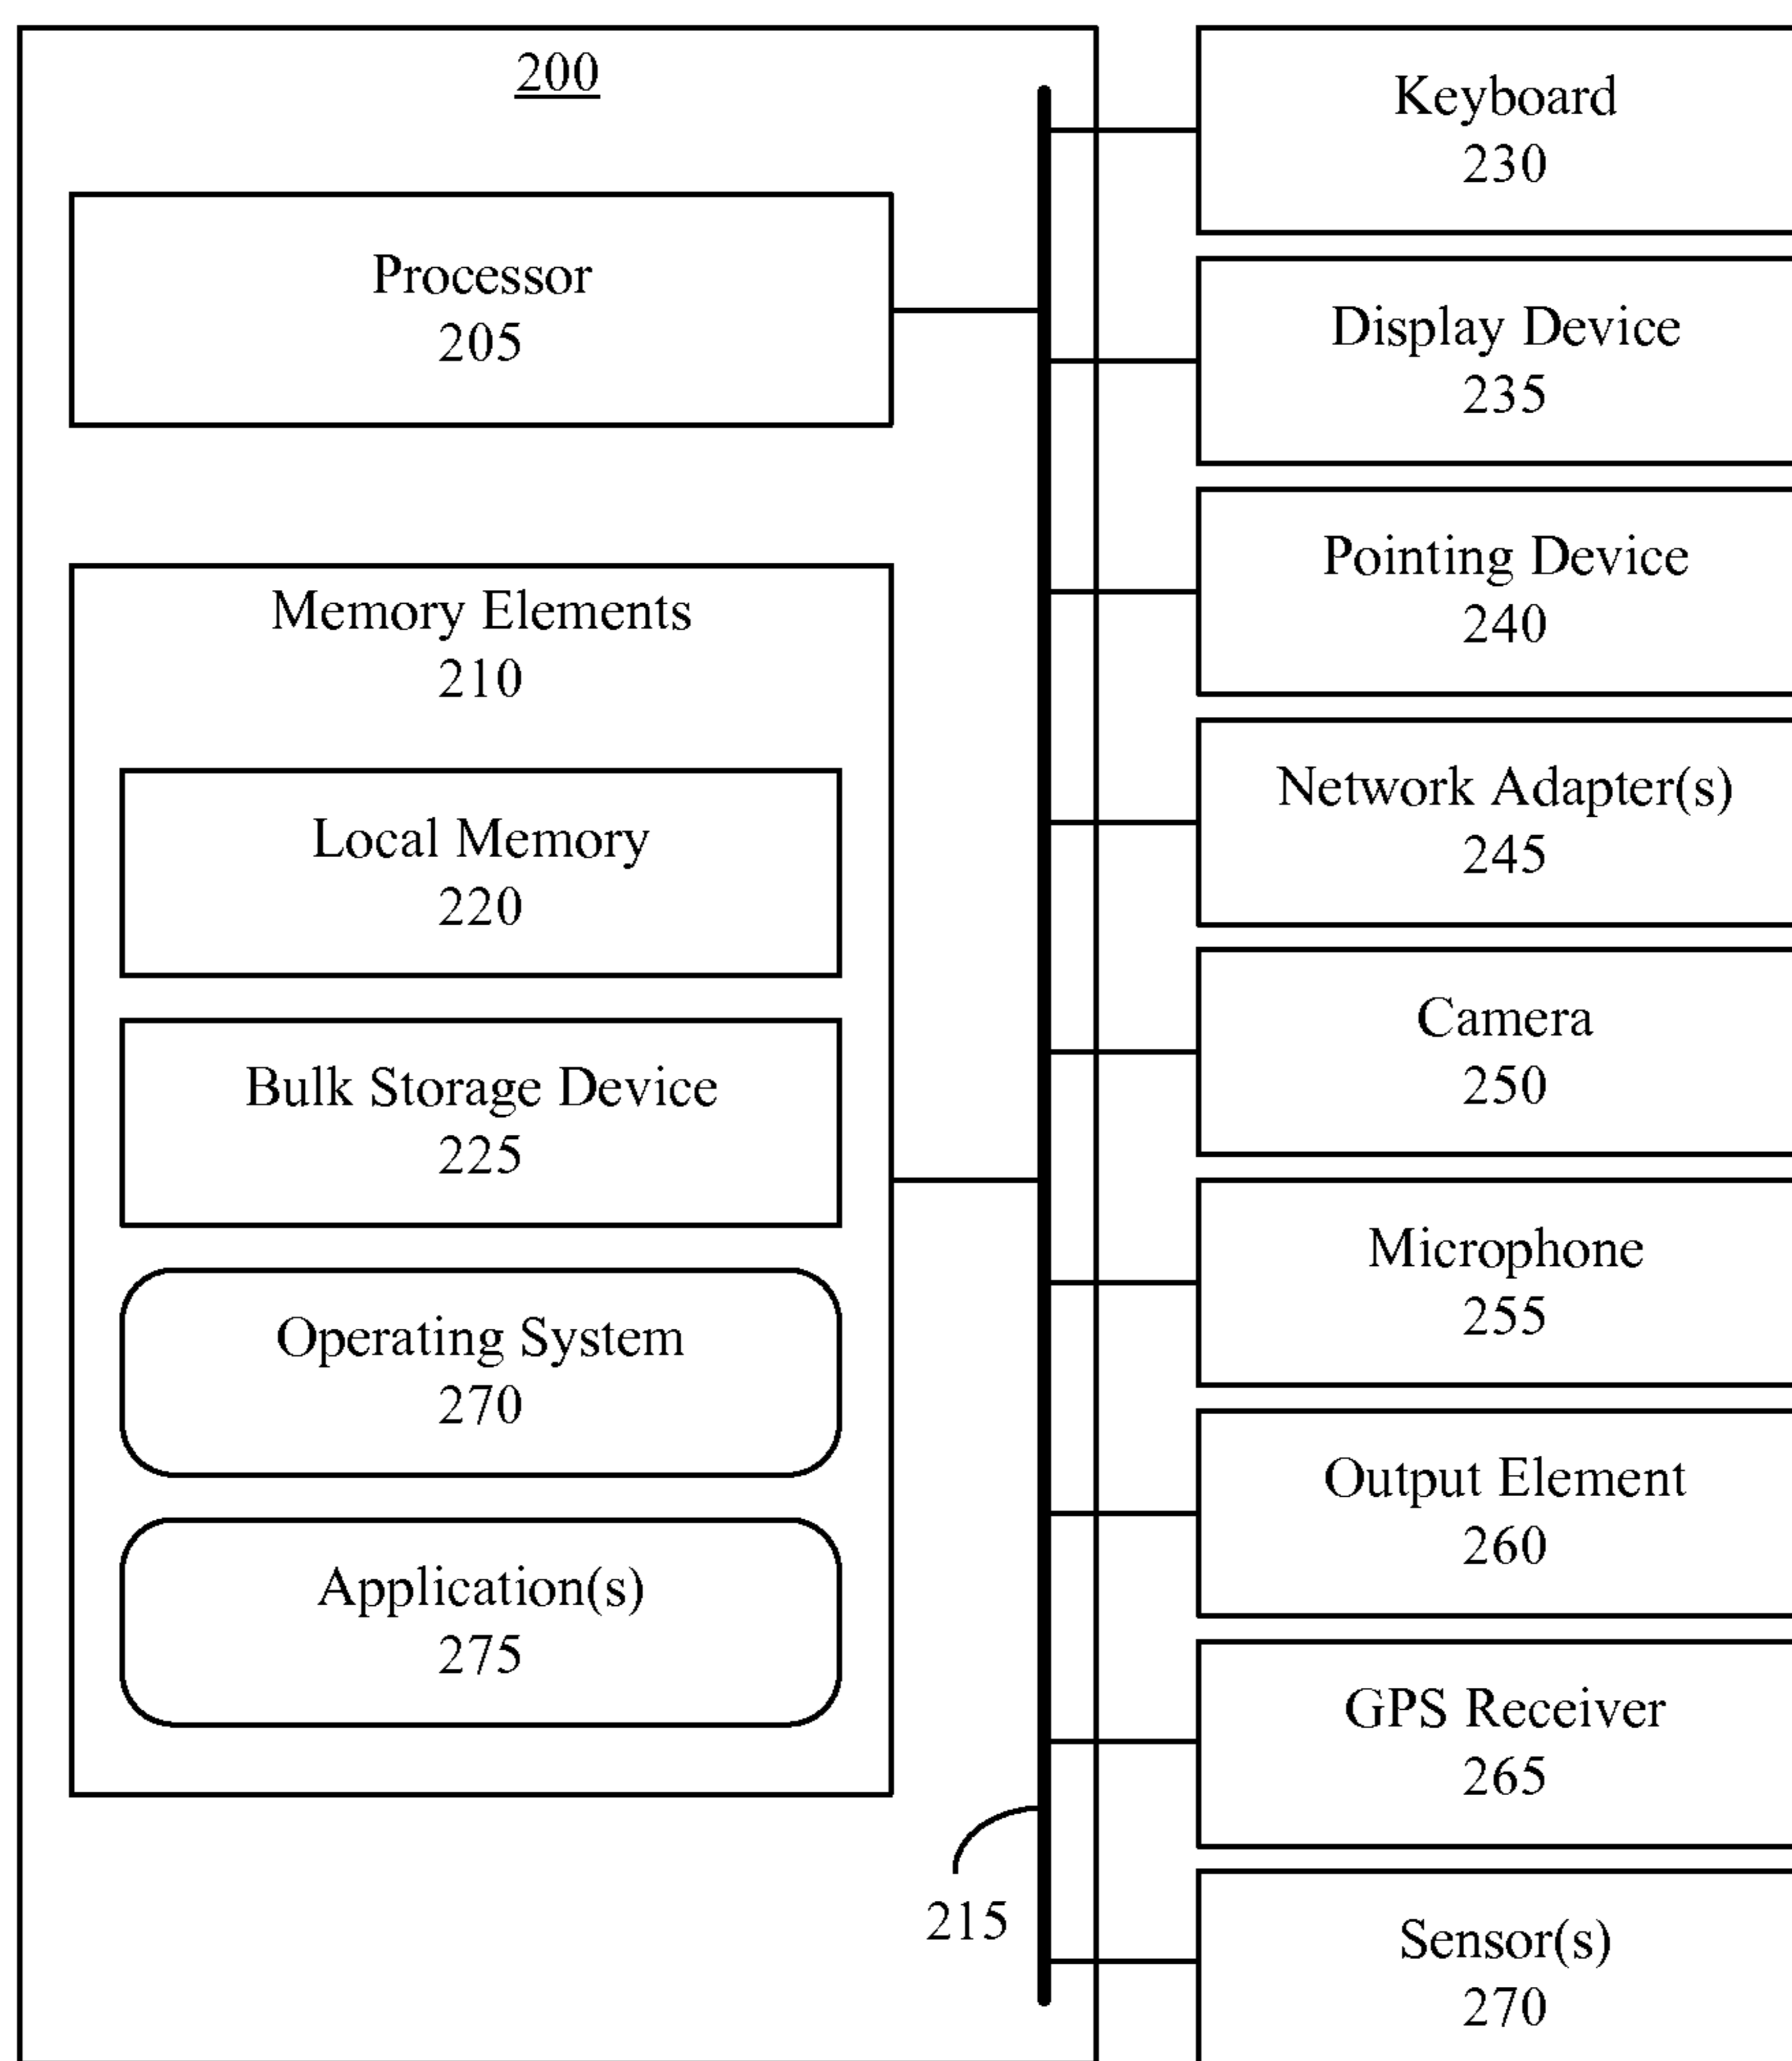 200
Processor
205
Memory Elements
210
Local Memory
220
Bulk Storage Device
225
Operating System
270
Application(s)
275
215
Keyboard
230
Display Device
235
Pointing Device
240
Network Adapter(s)
245
Camera
250
Microphone
255
Output Element
260
GPS Receiver
265
Sensor(s)
270